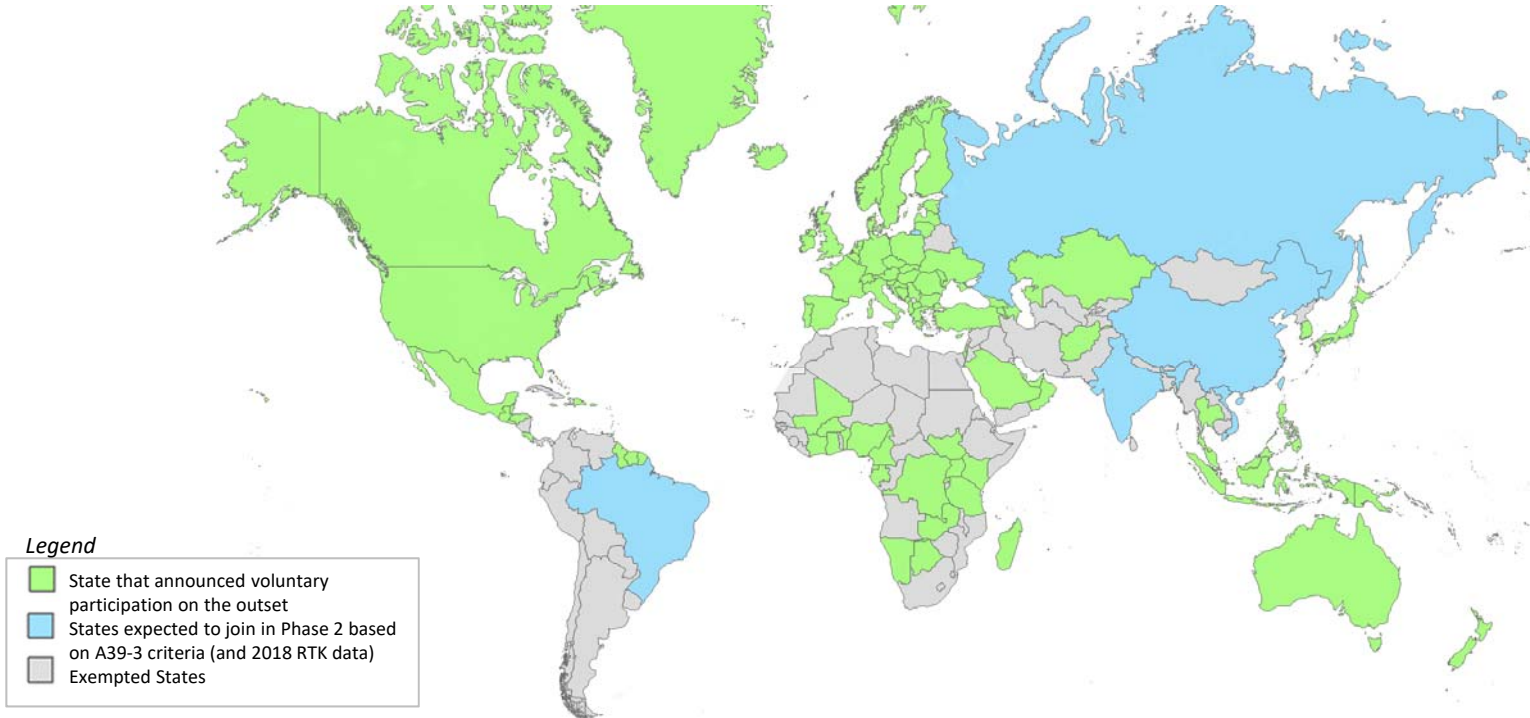 Legend
State that announced voluntary
participation on the outset
States expected to join in Phase 2 based
on A39-3 criteria (and 2018 RTK data)
Exempted States